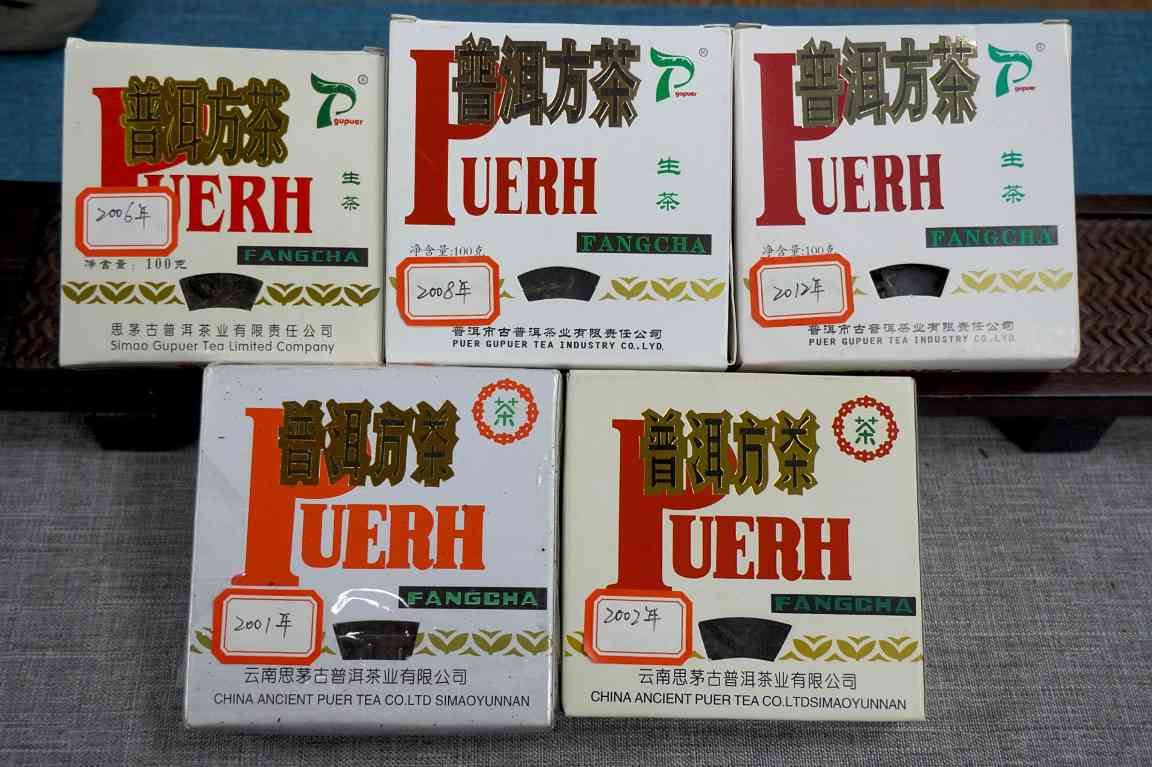 普洱方茶
®
gupuer
PUERH
生茶
2006年
FANGCHA
净含量：100克
思茅古普洱茶业有限责任公司
Simao Gupuer Tea Limited Company
普洱方茶
®
gupuer
PUERH
生茶
FANGCHA
净含量:100克
2008年
普洱市古普洱茶业有限责任公司
PUER GUPUER TEA INDUSTRY CO.,LYD.
普洱方茶
®
gupuer
PUERH
生茶
FANGCHA
净含量:100克
2012年
普洱市古普洱茶业有限责任公司
PUER GUPUER TEA INDUSTRY CO.,LYD.
普洱方茶
茶
PUERH
FANGCHA
2001年
云南思茅古普洱茶业有限公司
CHINA ANCIENT PUER TEA CO.LTD SIMAOYUNNAN
普洱方茶
茶
PUERH
FANGCHA
2002年
云南思茅古普洱茶业有限公司
CHINA ANCIENT PUER TEA CO.LTDSIMAOYUNNAN